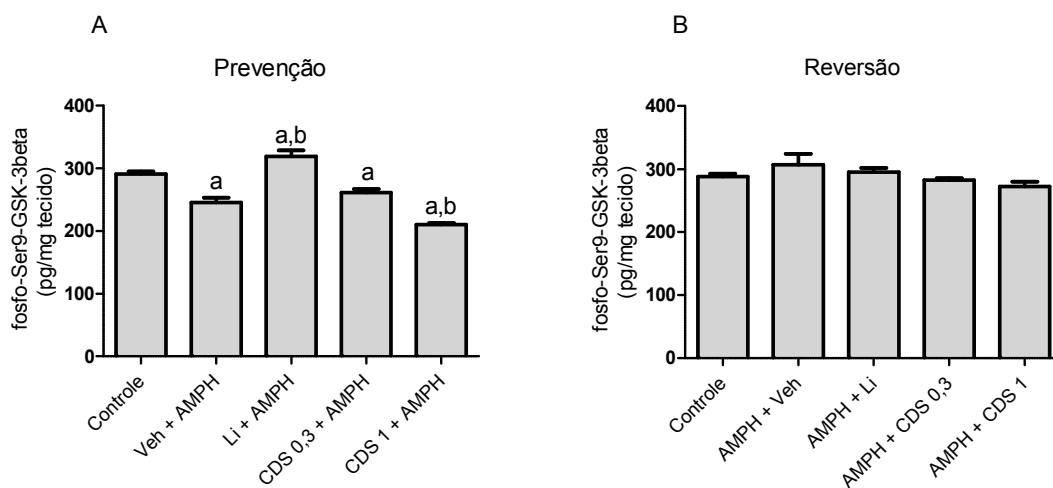 A
Prevenção
fosfo-Ser9-GSK-3beta
(pg/mg tecido)
400
300
200
100
0
a
a,b
a
a,b
Controle
Veh + AMPH
Li + AMPH
CDS 0,3 + AMPH
CDS 1 + AMPH
B
Reversão
fosfo-Ser9-GSK-3beta
(pg/mg tecido)
400
300
200
100
0
Controle
AMPH + Veh
AMPH + Li
AMPH + CDS 0,3
AMPH + CDS 1